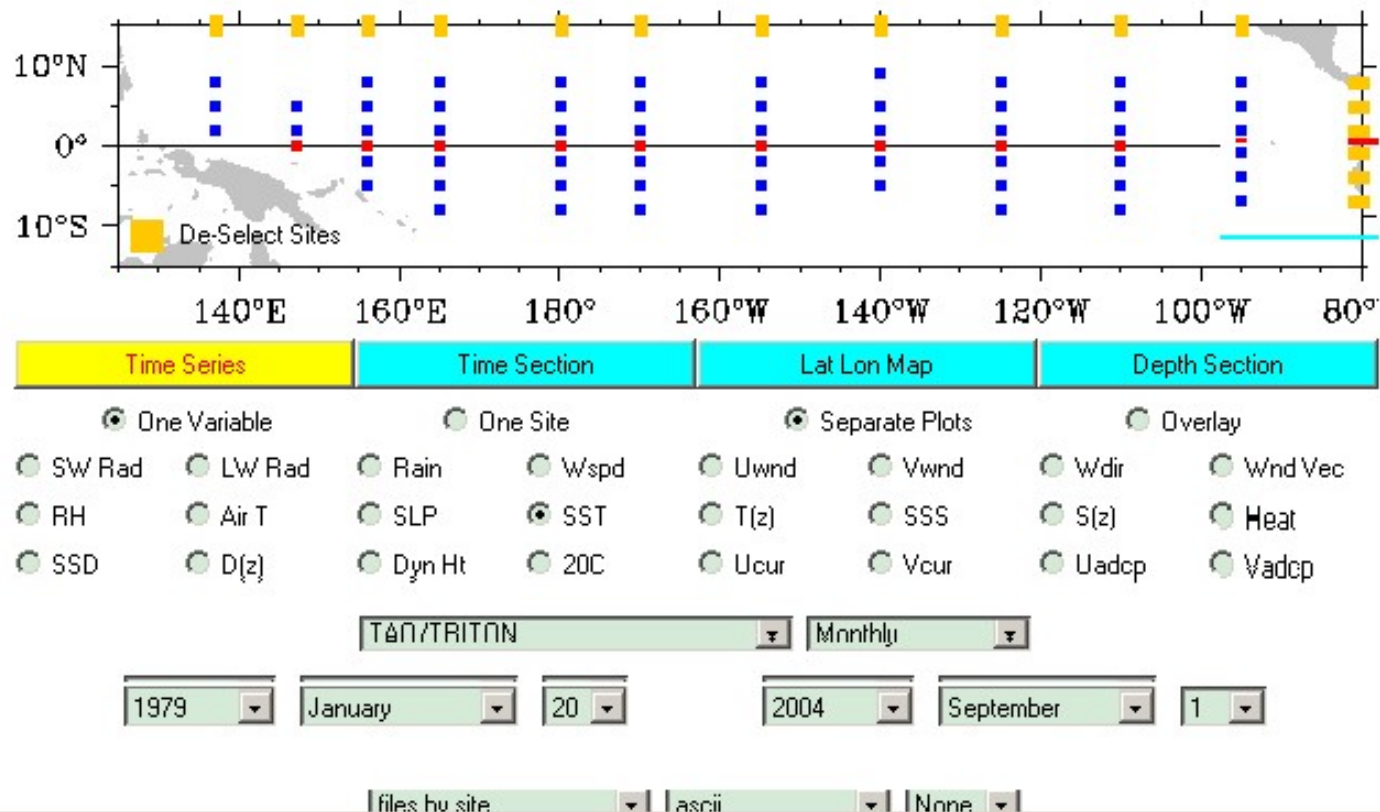 10°N
0°
10°S
De-Select Sites
140°E 160°E 180° 160°W 140°W 120°W 100°W 80°
Time Series Time Section Lat Lon Map Depth Section
One Variable One Site Separate Plots Overlay
SW Rad LW Rad Rain Wspd Uwnd Vwnd Wdir Wnd Vec
RH Air T SLP SST T(z) SSS S(z) Heat
SSD D(z) Dyn Ht 20C Ucur Vcur Uadcp Vadcp
TAO/TRITON Monthly
1979 January 20 2004 September 1
files by site ascii None